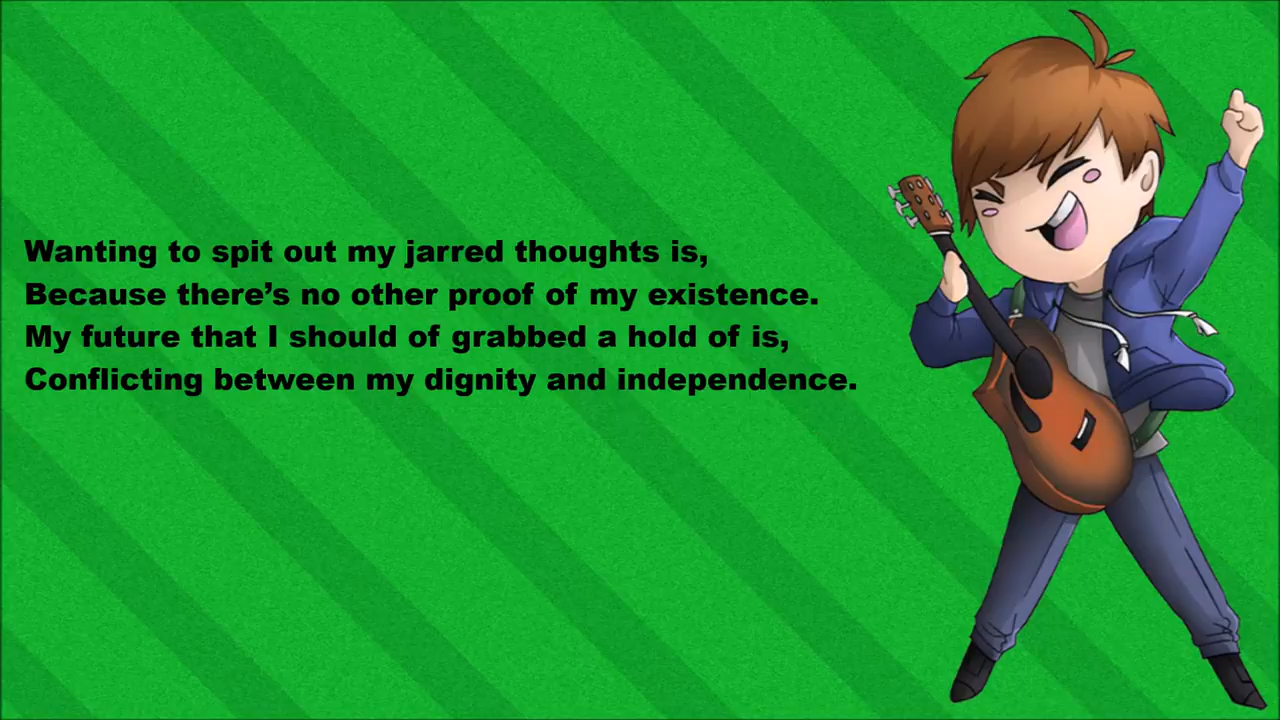 Wanting to spit out my jarred thoughts is,
Because there’s no other proof of my existence.
My future that I should of grabbed a hold of is,
Conflicting between my dignity and independence.